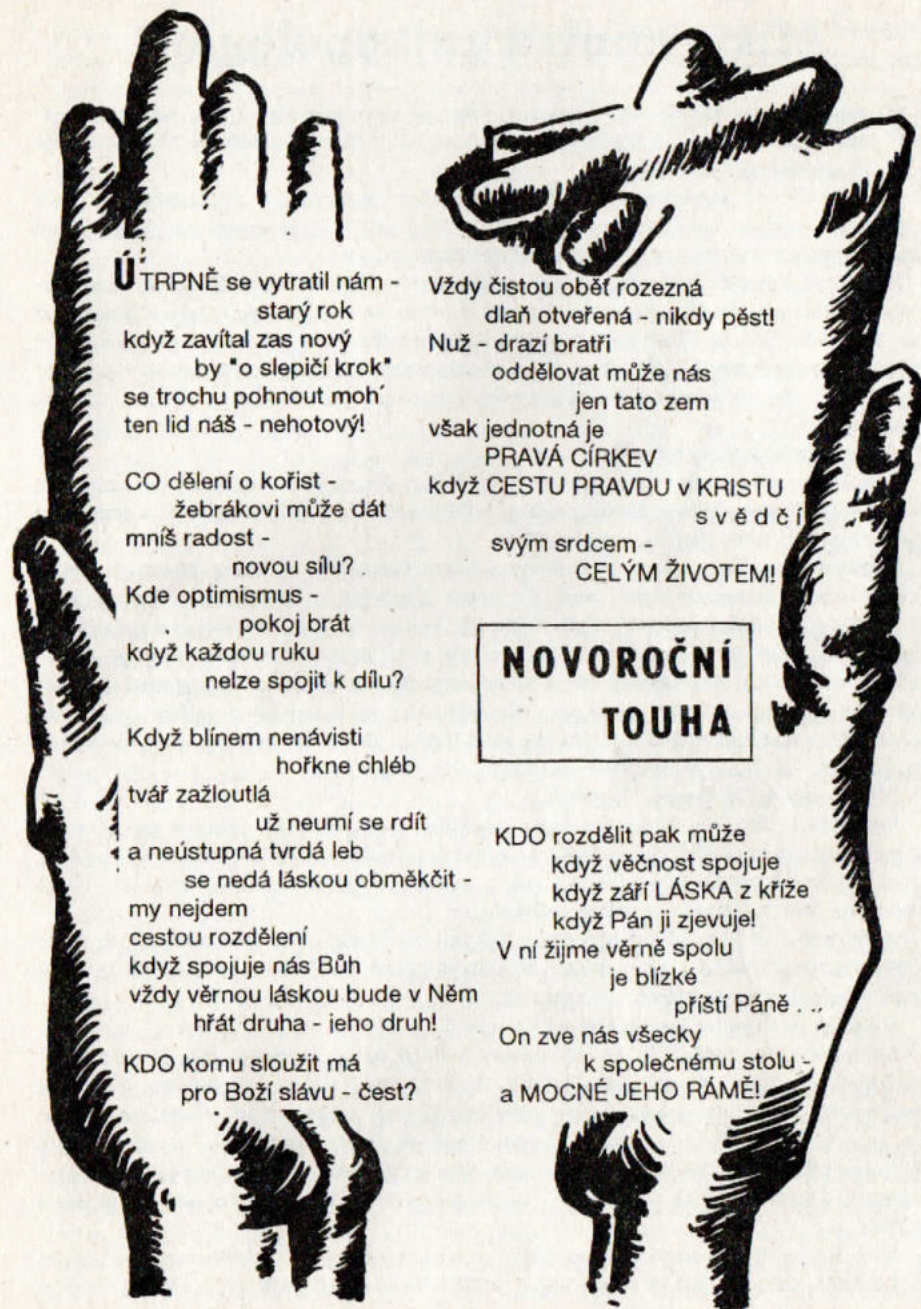 ÚTRPNĚ se vytratil nám -
starý rok
když zavítal zas nový
by "o slepičí krok"
se trochu pohnout moh'
ten lid náš - nehotový!
CO dělení o kořist -
žebrákovi může dát
mníš radost -
novou sílu?
Kde optimismus -
pokoj brát
když každou ruku
nelze spojit k dílu?
Když blínem nenávisti
hořkne chléb
tvář zažloutlá
už neumí se rdít
a neústupná tvrdá leb
se nedá láskou obměkčit -
my nejdem
cestou rozdělení
když spojuje nás Bůh
vždy věrnou láskou bude v Něm
hřát druha - jeho druh!
KDO komu sloužit má
pro Boží slávu - čest?
Vždy čistou oběť rozezná
dlaň otveřená - nikdy pěst!
Nuž - drazí bratři
oddělovat může nás
jen tato zem
však jednotná je
PRAVÁ CÍRKEV
když CESTU PRAVDU v KRISTU
s v ě d č í
svým srdcem -
CELÝM ŽIVOTEM!
NOVOROČNÍ
TOUHA
KDO rozdělit pak může
když věčnost spojuje
když září LÁSKA z kříže
když Pán ji zjevuje!
V ní žijme věrně spolu
je blízké
příští Páně ...
On zve nás všecky
k společnému stolu -
a MOCNÉ JEHO RÁMĚ!